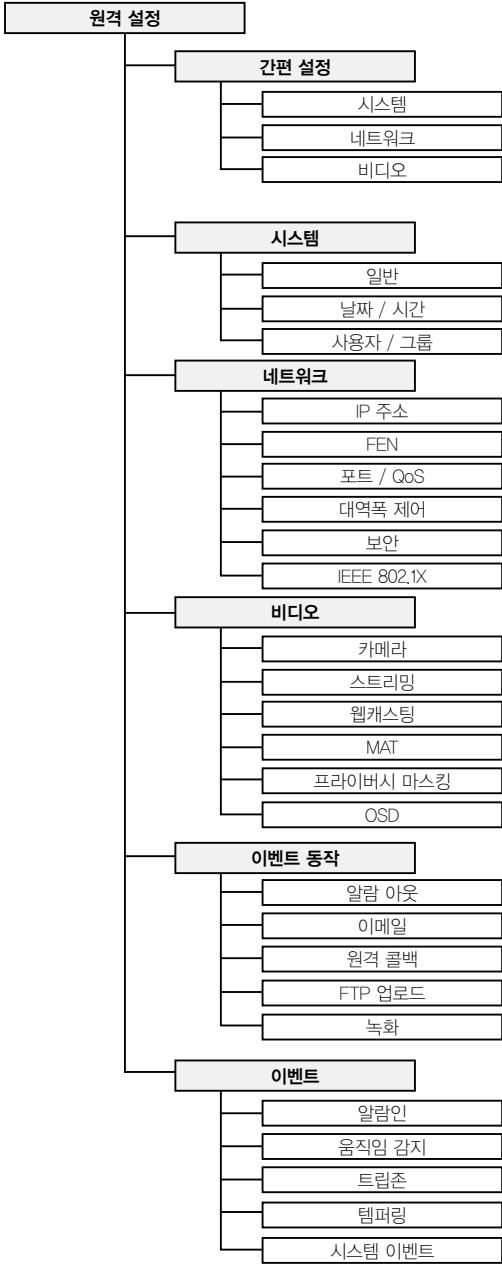 원격 설정
간편 설정
시스템
네트워크
비디오
시스템
일반
날짜 / 시간
사용자 / 그룹
네트워크
IP 주소
FEN
포트 / QoS
대역폭 제어
보안
IEEE 802.1X
비디오
카메라
스트리밍
웹캐스팅
MAT
프라이버시 마스킹
OSD
이벤트 동작
알람 아웃
이메일
원격 콜백
FTP 업로드
녹화
이벤트
알람인
움직임 감지
트립존
템퍼링
시스템 이벤트